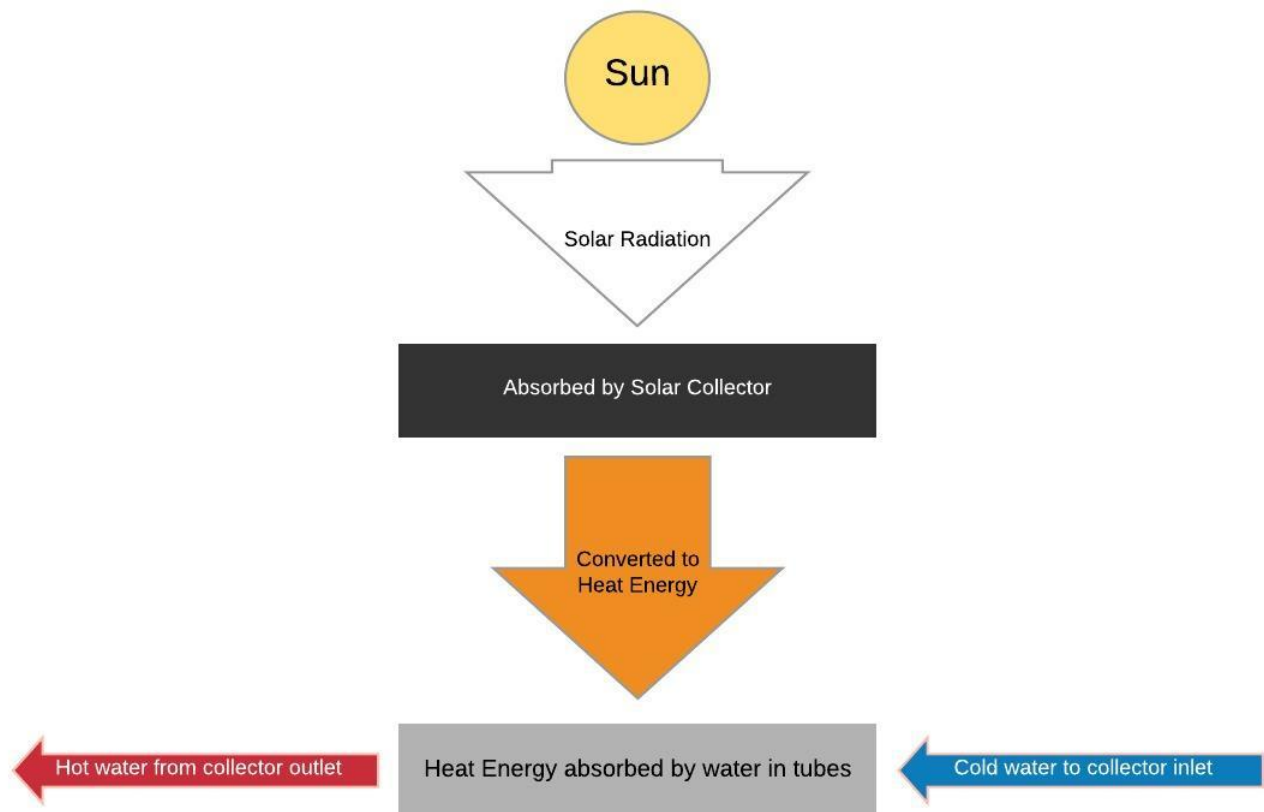 Sun
Solar Radiation
Absorbed by Solar Collector
Converted to
Heat Energy
Hot water from collector outlet
Heat Energy absorbed by water in tubes
Cold water to collector inlet